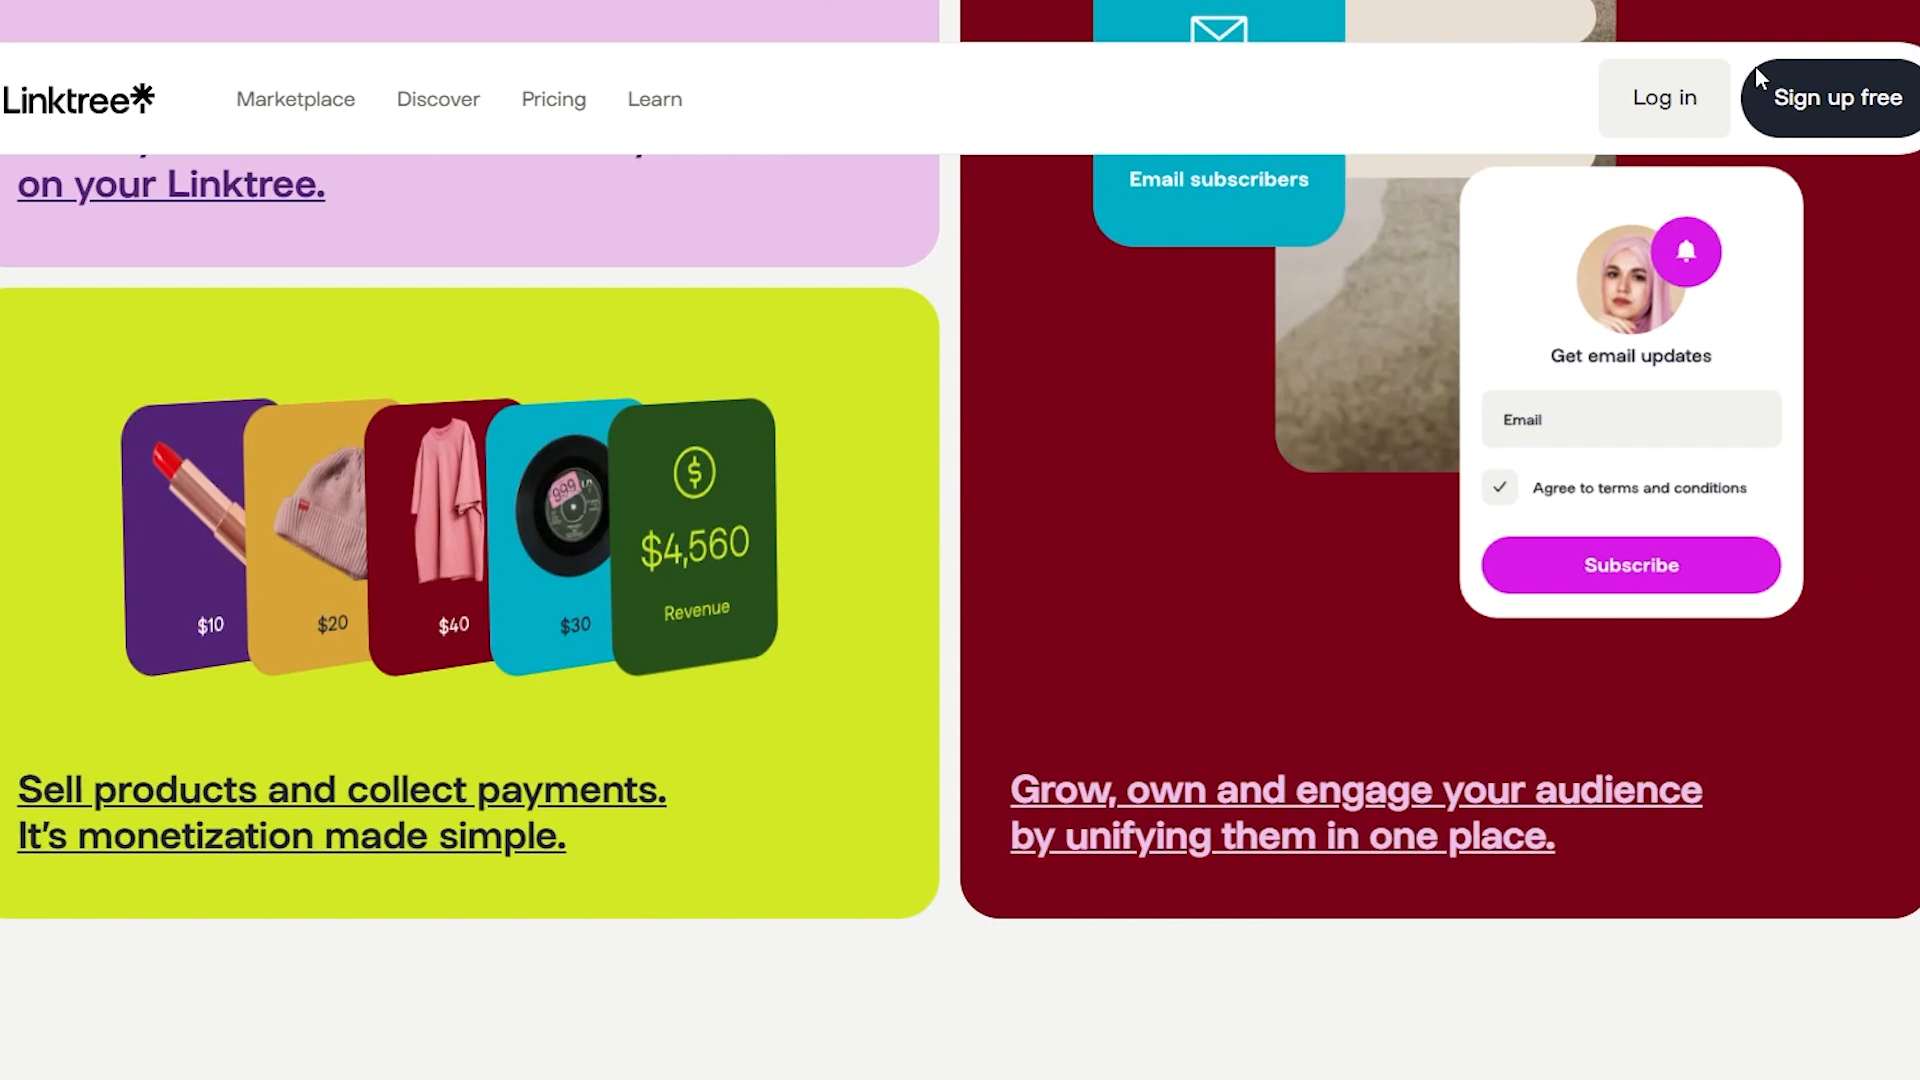 Linktree
Marketplace
Discover
Pricing
Learn
Log in
Sign up free
on your Linktree.
Email subscribers
Get email updates
Email
Agree to terms and conditions
Subscribe
999
$10
$20
$40
$30
$4,560
Revenue
Sell products and collect payments.
It's monetization made simple.
Grow, own and engage your audience
by unifying them in one place.